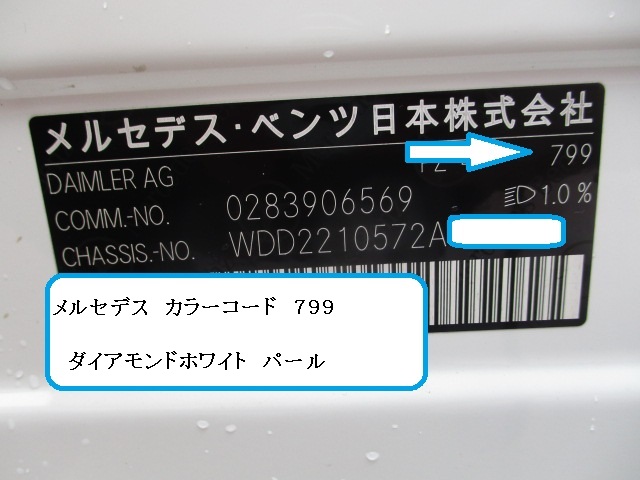 メルセデス・ベンツ日本株式会社
DAIMLER AG 799
COMM.-NO. 0283906569 1.0%
CHASSIS.-NO. WDD2210572A
メルセデス カラーコード 799
ダイアモンドホワイト パール